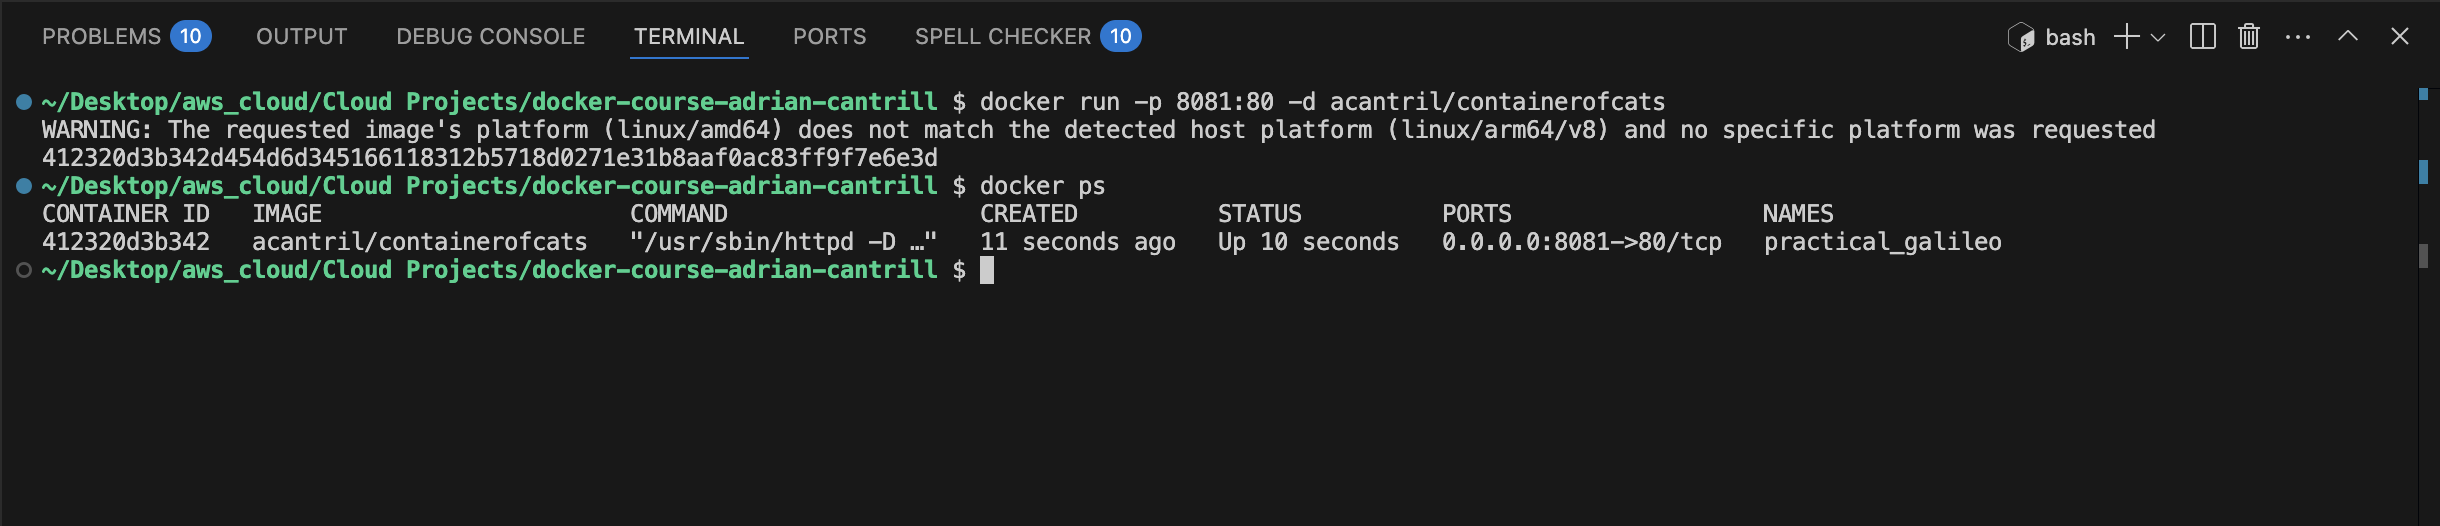 PROBLEMS 10 OUTPUT DEBUG CONSOLE TERMINAL PORTS SPELL CHECKER 10 bash
~/Desktop/aws_cloud/Cloud Projects/docker-course-adrian-cantrill $ docker run -p 8081:80 -d acantril/containerofcats
WARNING: The requested image's platform (linux/amd64) does not match the detected host platform (linux/arm64/v8) and no specific platform was requested
412320d3b342d454d6d345166118312b5718d0271e31b8aaf0ac83ff9f7e6e3d
~/Desktop/aws_cloud/Cloud Projects/docker-course-adrian-cantrill $ docker ps
CONTAINER ID   IMAGE                      COMMAND                  CREATED          STATUS          PORTS                  NAMES
412320d3b342   acantril/containerofcats   "/usr/sbin/httpd -D …"   11 seconds ago   Up 10 seconds   0.0.0.0:8081->80/tcp   practical_galileo
~/Desktop/aws_cloud/Cloud Projects/docker-course-adrian-cantrill $